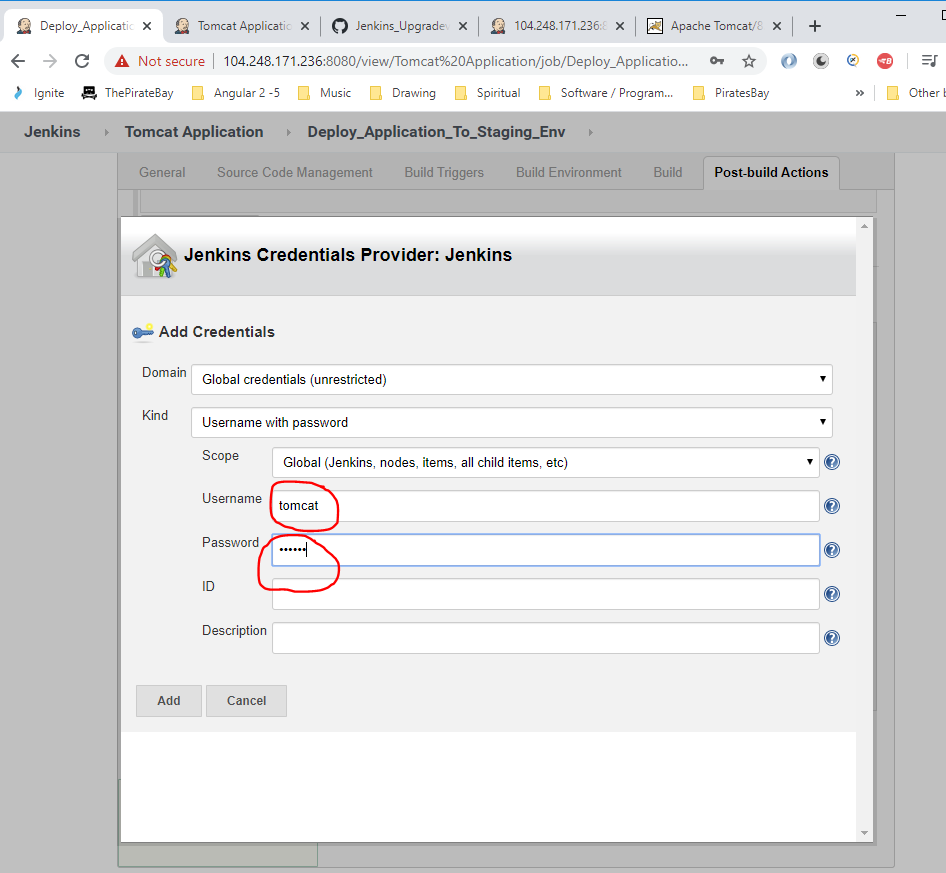 Deploy_Applicatio
Tomcat Applicatio
Jenkins_Upgradev
104.248.171.236:8
Apache Tomcat/8
Not secure
104.248.171.236:8080/view/Tomcat%20Application/job/Deploy_Applicatio...
Ignite
ThePirateBay
Angular 2 -5
Music
Drawing
Spiritual
Software / Program...
PiratesBay
»
Other b
Jenkins
Tomcat Application
Deploy_Application_To_Staging_Env
General
Source Code Management
Build Triggers
Build Environment
Build
Post-build Actions
Jenkins Credentials Provider: Jenkins
Add Credentials
Domain
Global credentials (unrestricted)
Kind
Username with password
Scope
Global (Jenkins, nodes, items, all child items, etc)
Username
tomcat
Password
••••••
ID
Description
Add
Cancel